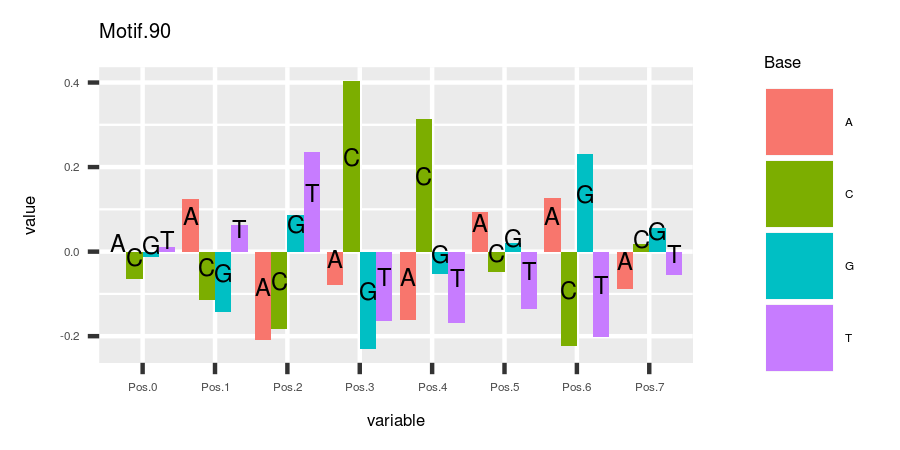 Motif.90
Base
A
C
G
T
value
0.4
0.2
0.0
-0.2
A C G T A C G T A C G T A C G T A C G T A C G T A C G T A C G T
Pos.0 Pos.1 Pos.2 Pos.3 Pos.4 Pos.5 Pos.6 Pos.7
variable